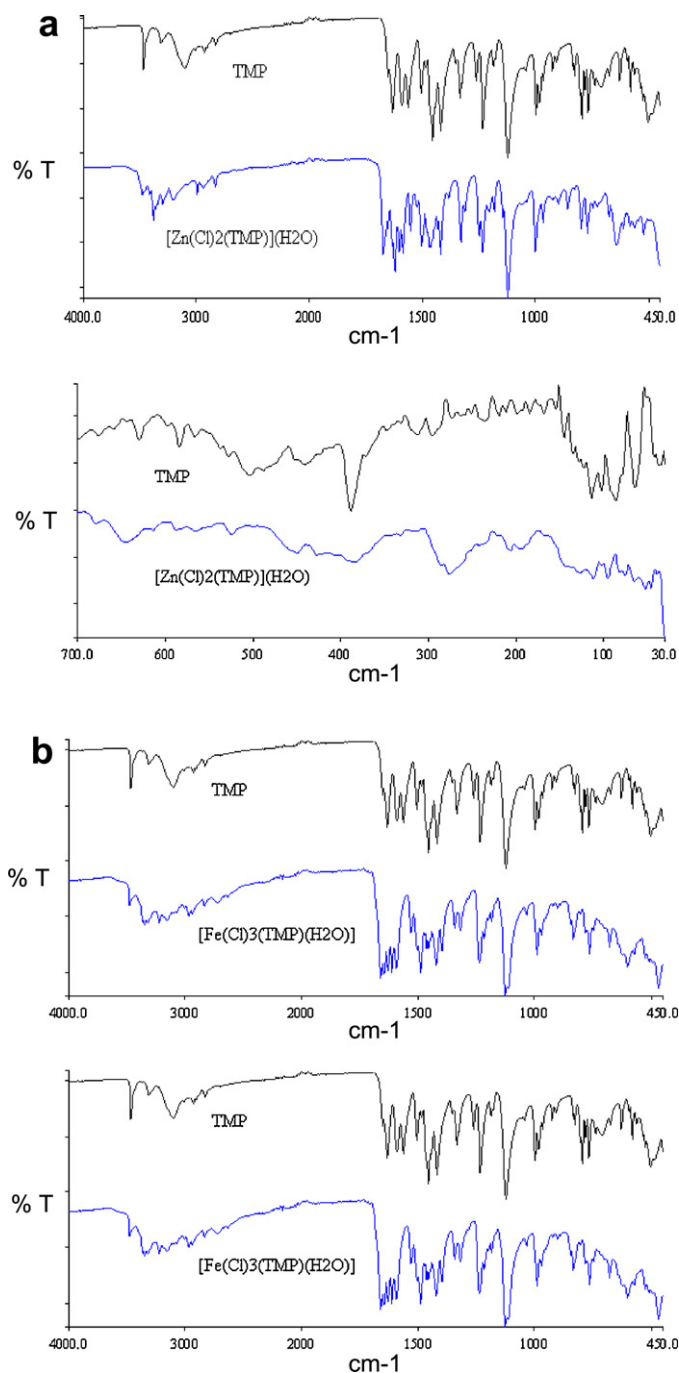 a
TMP
% T
[Zn(Cl)2(TMP)](H2O)
4000.0 3000 2000 1500 1000 450.0
cm-1
TMP
% T
[Zn(Cl)2(TMP)](H2O)
700.0 600 500 400 300 200 100 30.0
cm-1
b
TMP
% T
[Fe(Cl)3(TMP)(H2O)]
4000.0 3000 2000 1500 1000 450.0
cm-1
TMP
% T
[Fe(Cl)3(TMP)(H2O)]
4000.0 3000 2000 1500 1000 450.0
cm-1